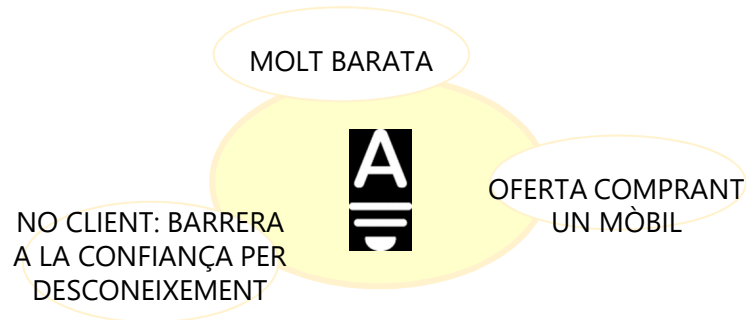 MOLT BARATA
A
OFERTA COMPRANT
UN MÒBIL
NO CLIENT: BARRERA
A LA CONFIANÇA PER
DESCONEIXEMENT